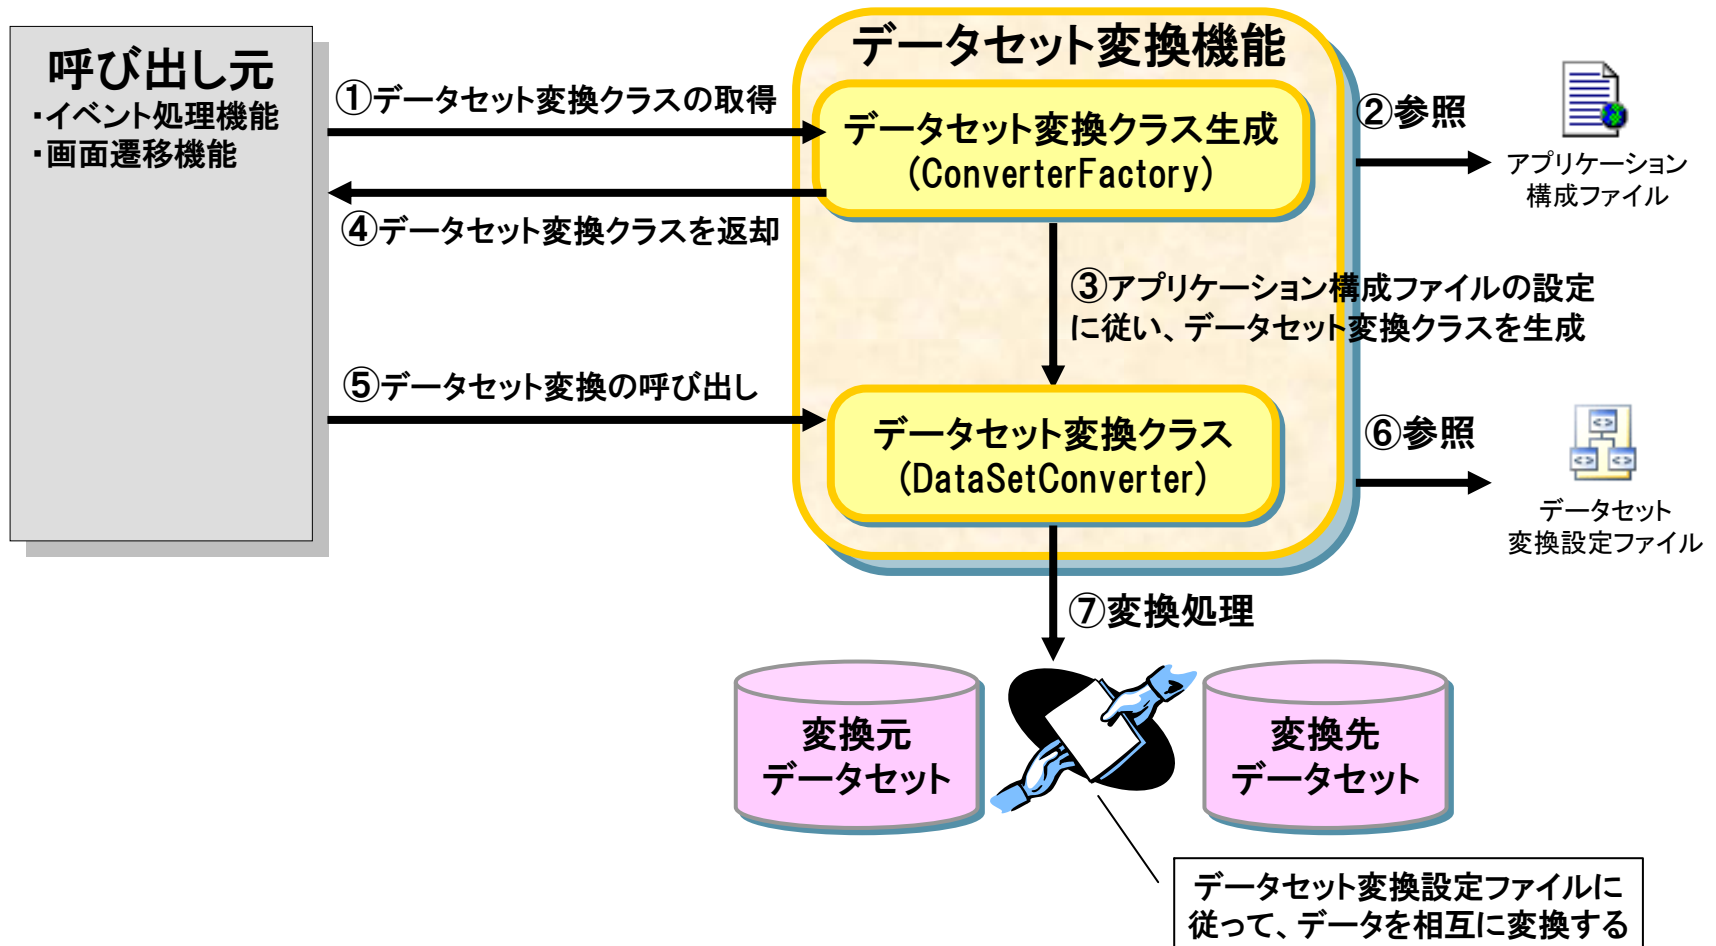 呼び出し元
・イベント処理機能
・画面遷移機能
データセット変換機能
①データセット変換クラスの取得
データセット変換クラス生成
(ConverterFactory)
②参照
アプリケーション
構成ファイル
④データセット変換クラスを返却
③アプリケーション構成ファイルの設定
に従い、データセット変換クラスを生成
⑤データセット変換の呼び出し
データセット変換クラス
(DataSetConverter)
⑥参照
データセット
変換設定ファイル
⑦変換処理
変換元
データセット
変換先
データセット
データセット変換設定ファイルに
従って、データを相互に変換する